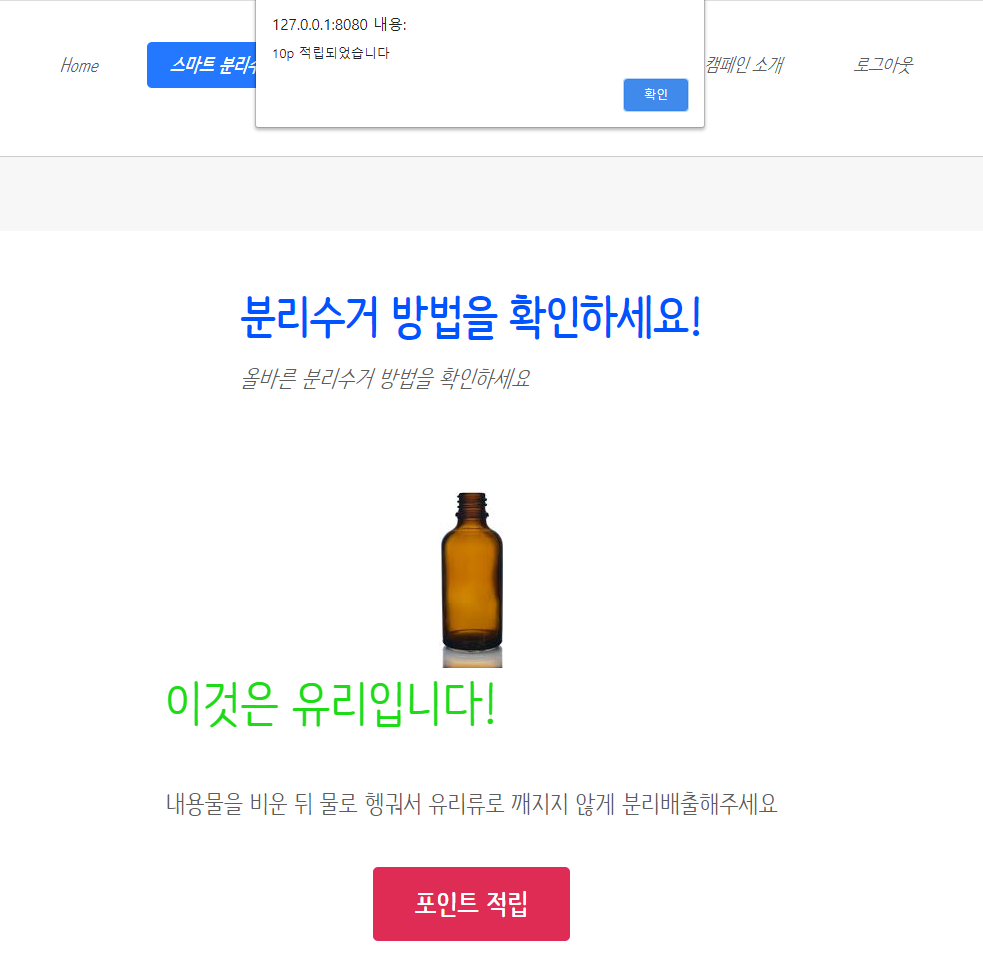 127.0.0.1:8080 내용:
10p 적립되었습니다
확인
Home
스마트 분리수
캠페인 소개
로그아웃
분리수거 방법을 확인하세요!
올바른 분리수거 방법을 확인하세요
이것은 유리입니다!
내용물을 비운 뒤 물로 헹궈서 유리류로 깨지지 않게 분리배출해주세요
포인트 적립